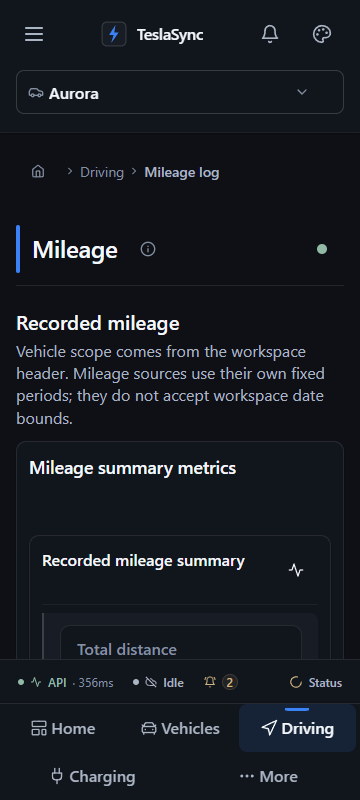 TeslaSync
Aurora
Driving
Mileage log
Mileage
Recorded mileage
Vehicle scope comes from the workspace
header. Mileage sources use their own fixed
periods; they do not accept workspace date
bounds.
Mileage summary metrics
Recorded mileage summary
Total distance
API · 356ms
Idle
2
Status
Home
Vehicles
Driving
Charging
More